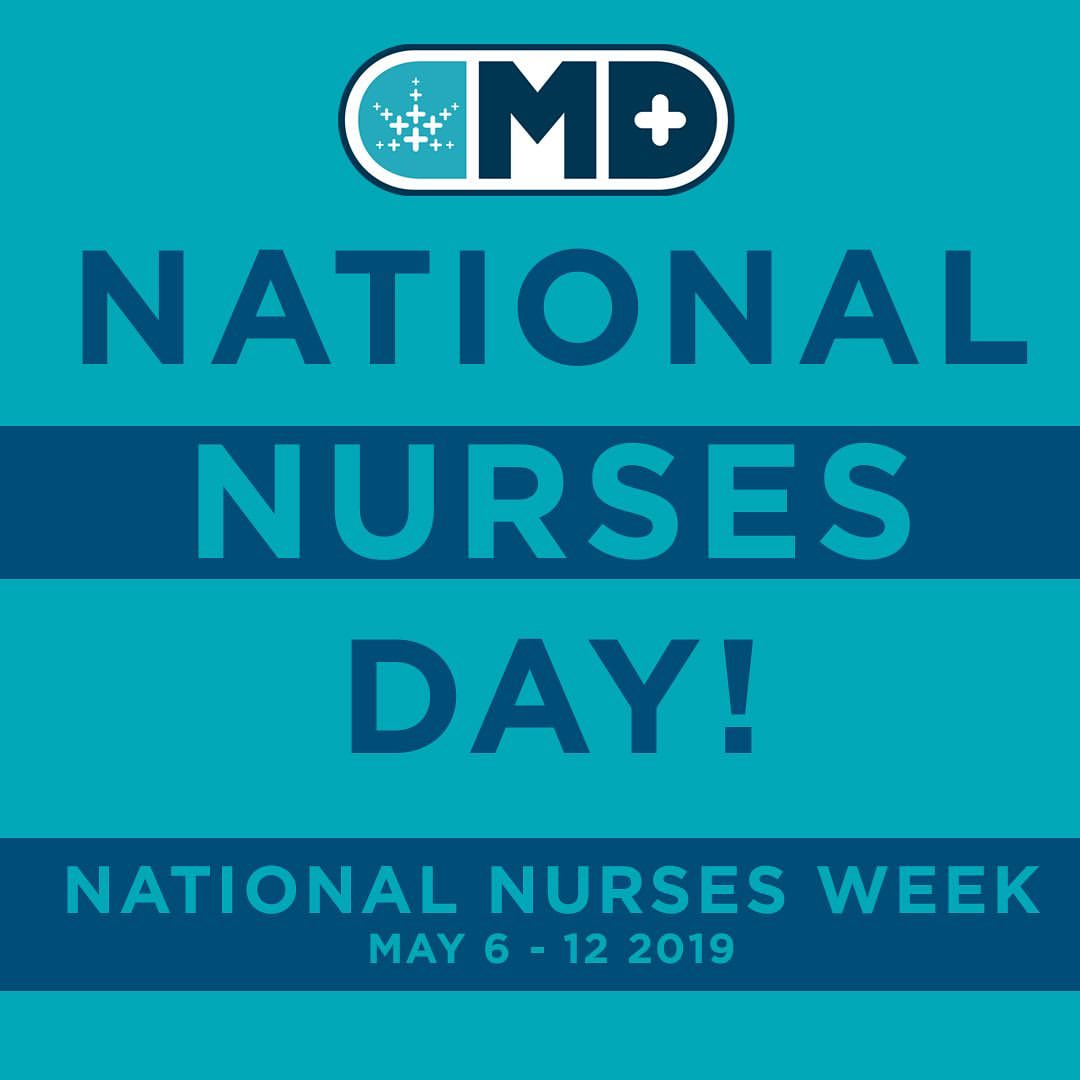 MD
NATIONAL
NURSES
DAY!
NATIONAL NURSES WEEK
MAY 6 - 12 2019